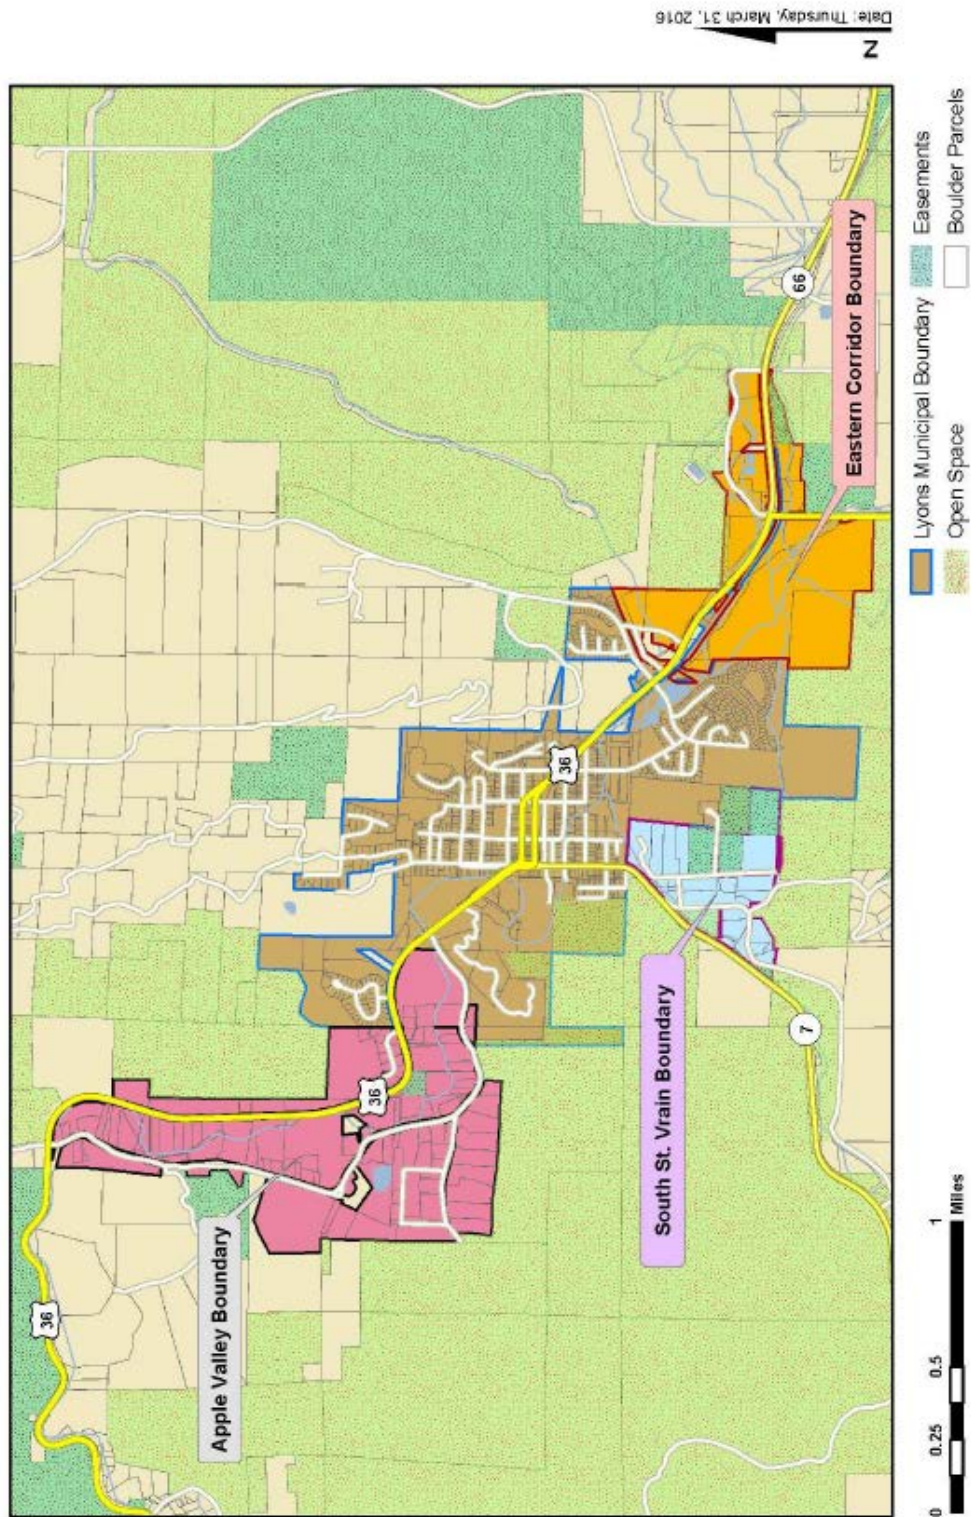 Date: Thursday, March 31, 2016
N
36
Apple Valley Boundary
36
36
66
Eastern Corridor Boundary
South St. Vrain Boundary
7
0 0.25 0.5 1
Miles
Lyons Municipal Boundary
Easements
Open Space
Boulder Parcels